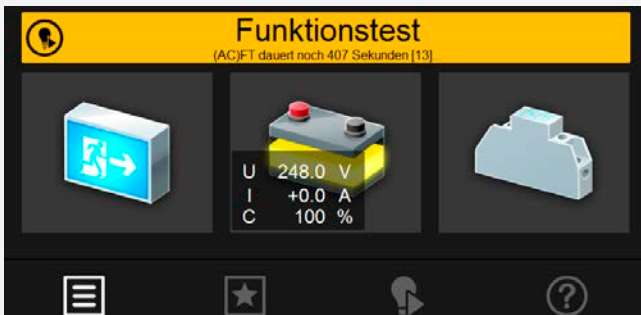 Funktionstest
(AC)FT dauert noch 407 Sekunden [13]
U 248.0 V
I +0.0 A
C 100 %
?